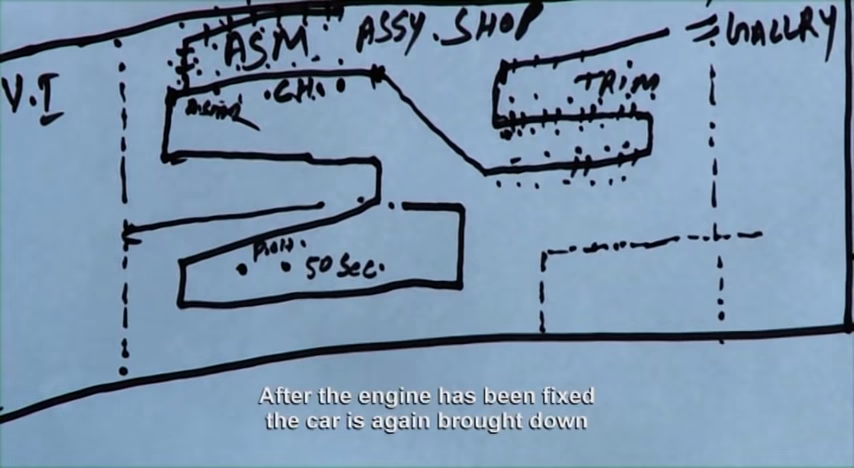 ASSY. SHOP
GALLRY
ASM
TRIM
V.I
CH.
50 Sec.
After the engine has been fixed
the car is again brought down